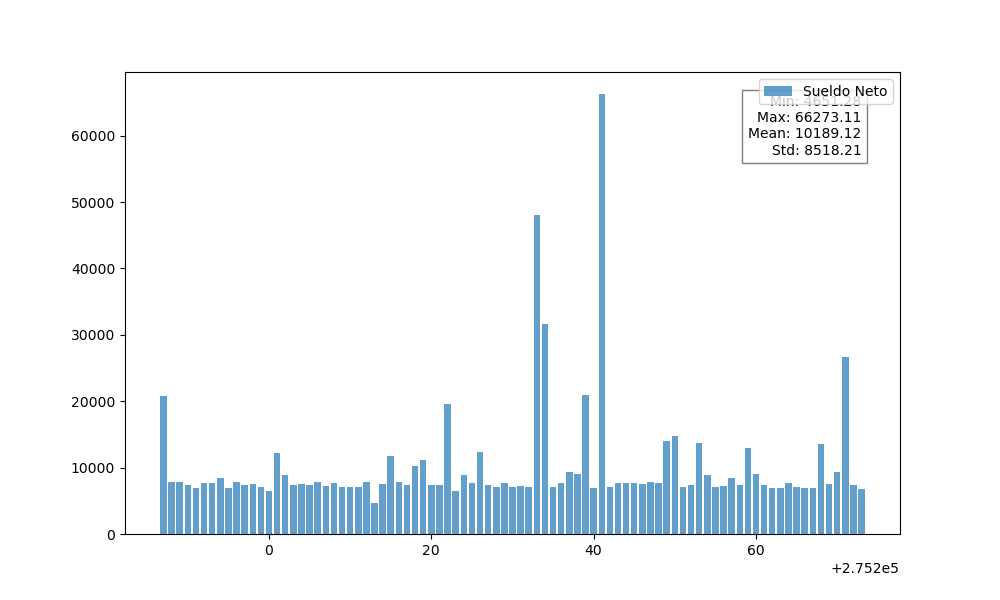 Sueldo Neto
Min: 4651.28
Max: 66273.11
Mean: 10189.12
Std: 8518.21
60000
50000
40000
30000
20000
10000
0
0 20 40 60
+2.752e5